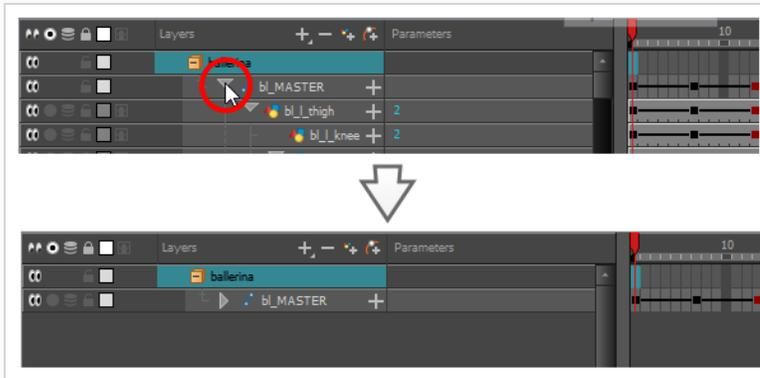 Layers Parameters 10
ballerina
bl_MASTER
bl_l_thigh 2
bl_l_knee 2
Layers Parameters 10
ballerina
bl_MASTER